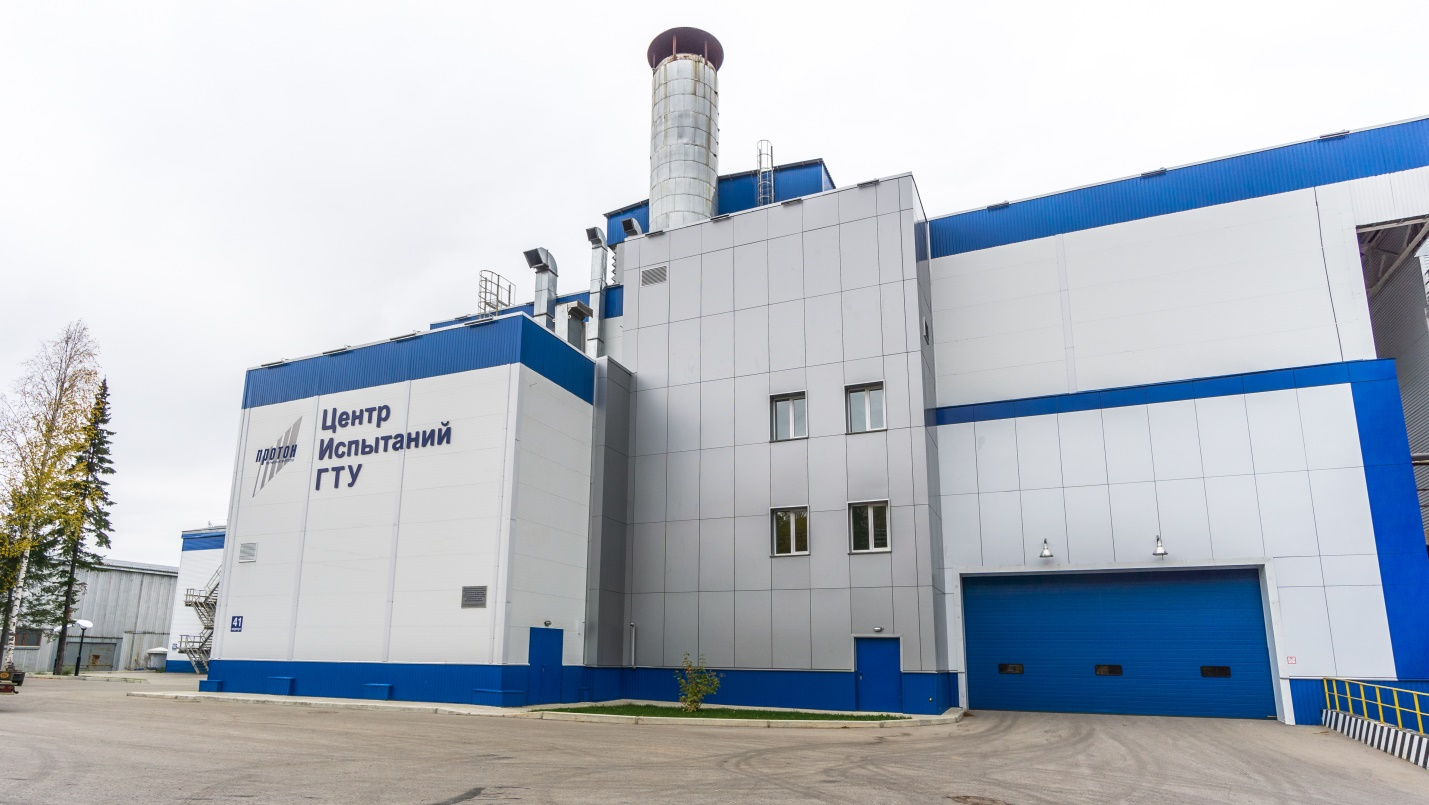 протон
Центр
Испытаний
ГТУ
41